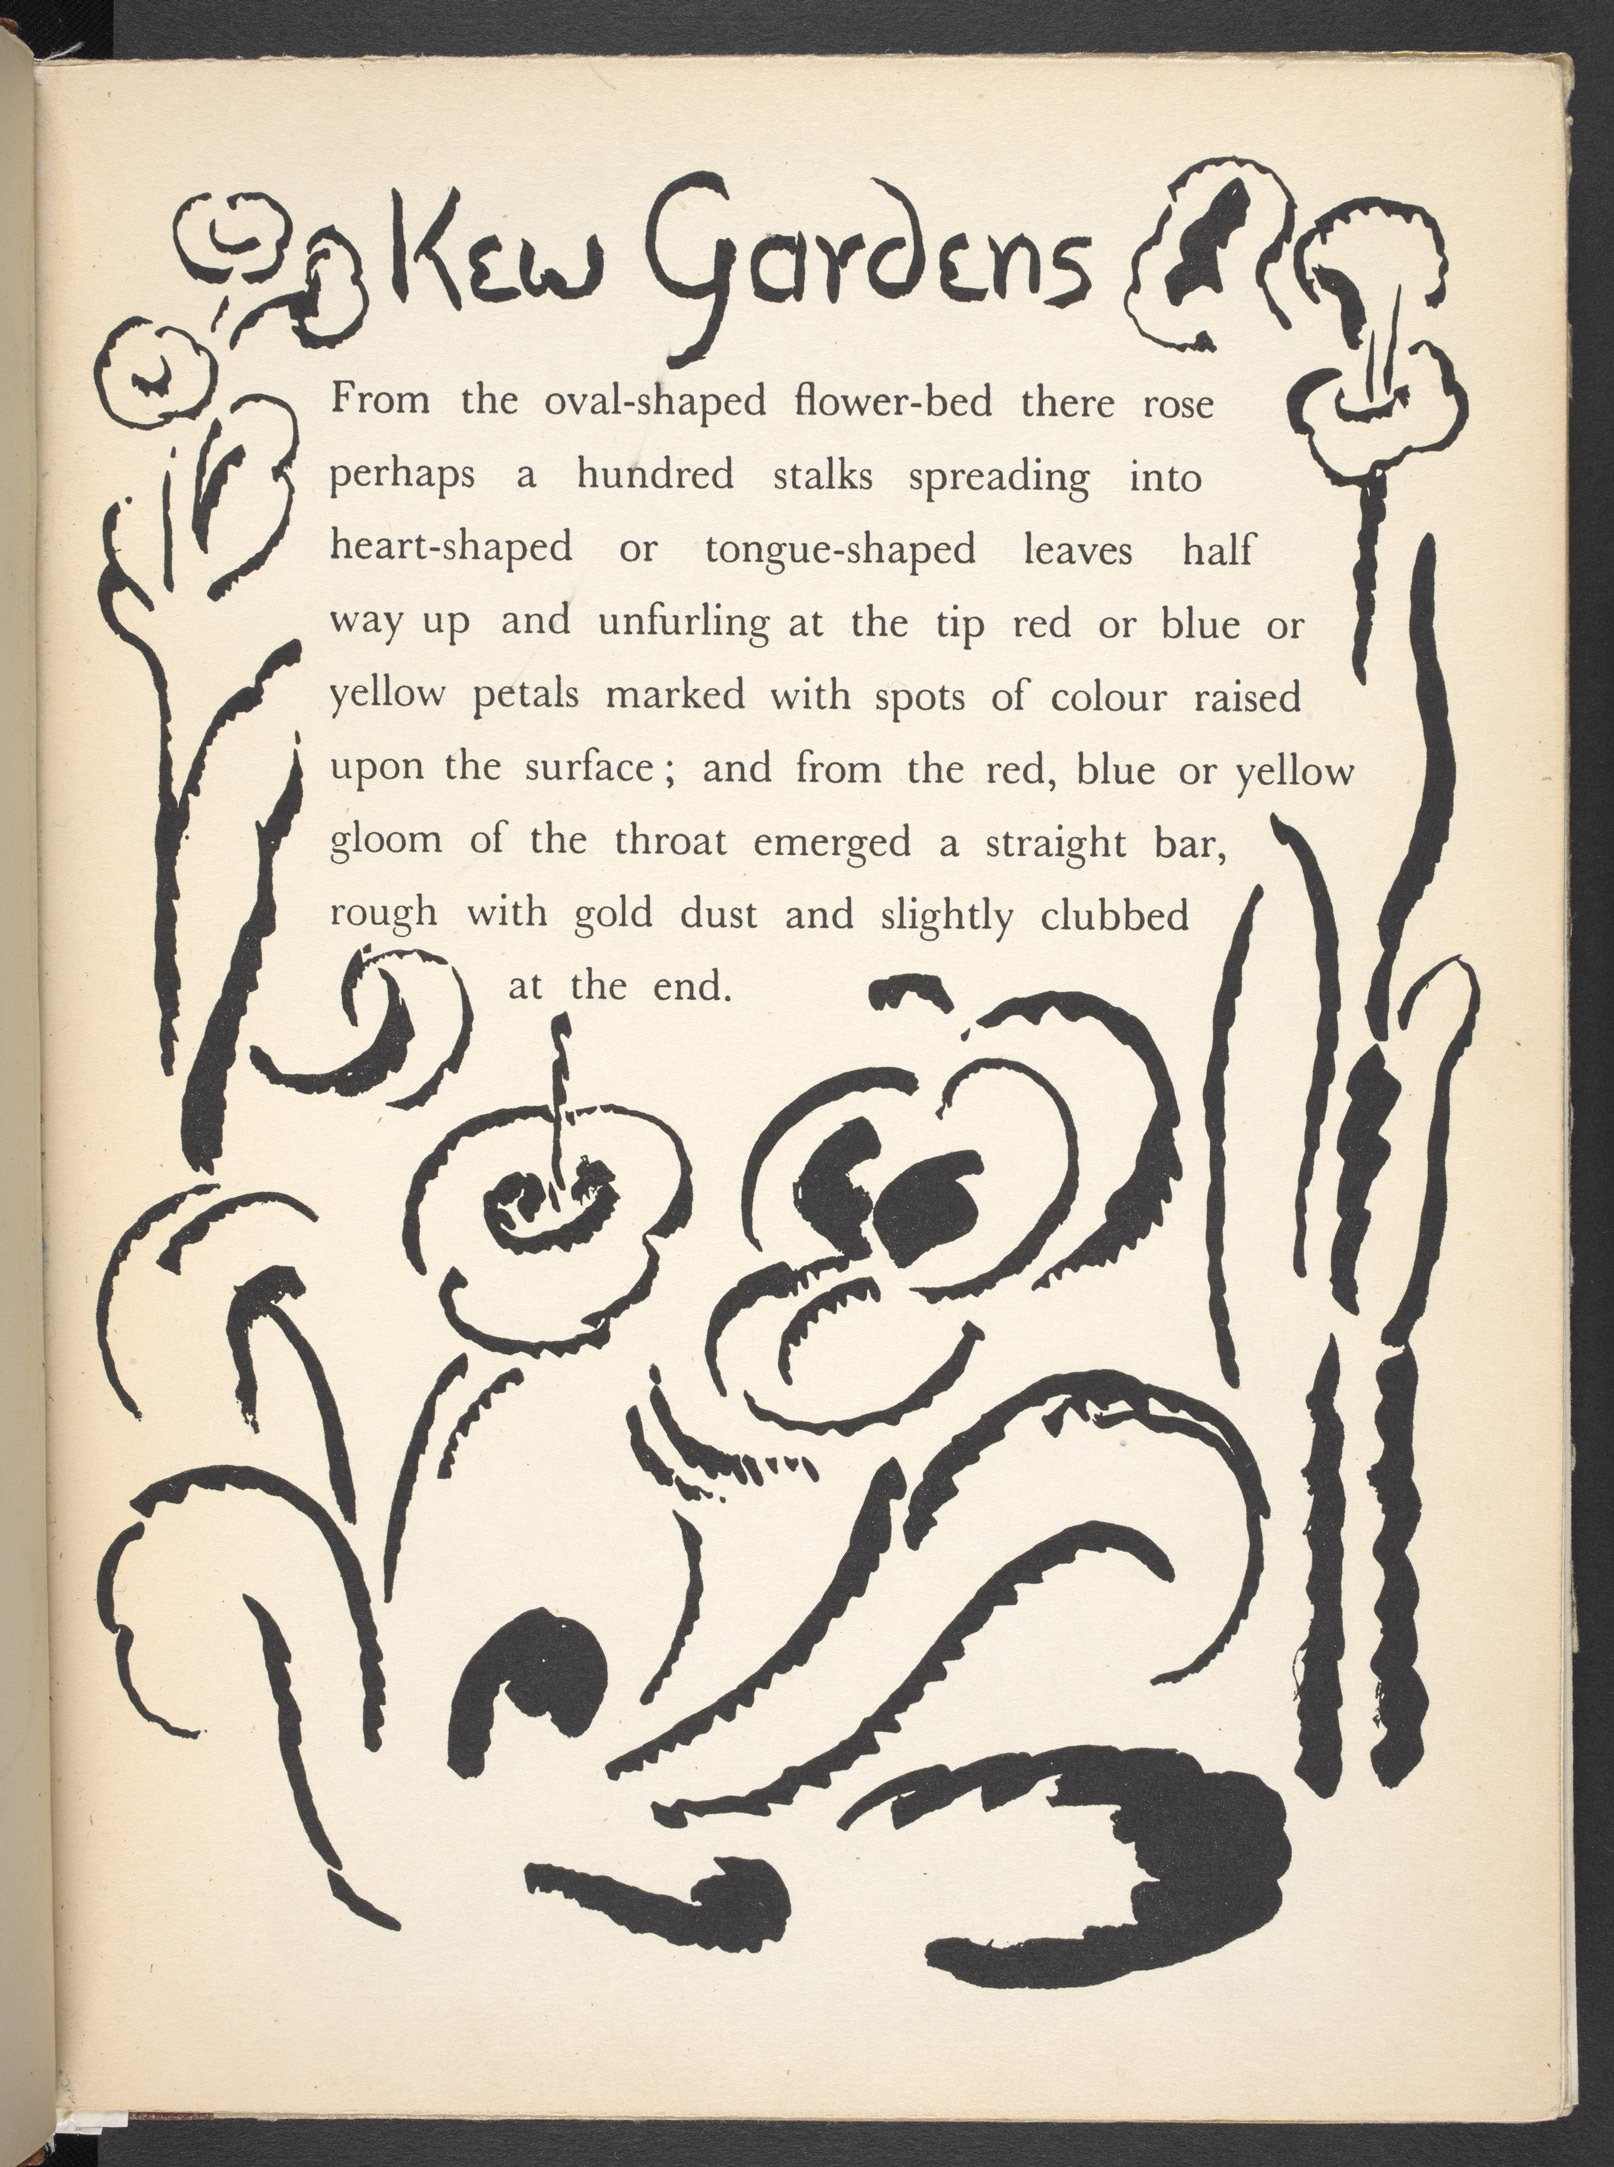 Kew Gardens
From the oval-shaped flower-bed there rose
perhaps a hundred stalks spreading into
heart-shaped or tongue-shaped leaves half
way up and unfurling at the tip red or blue or
yellow petals marked with spots of colour raised
upon the surface ; and from the red, blue or yellow
gloom of the throat emerged a straight bar,
rough with gold dust and slightly clubbed
at the end.